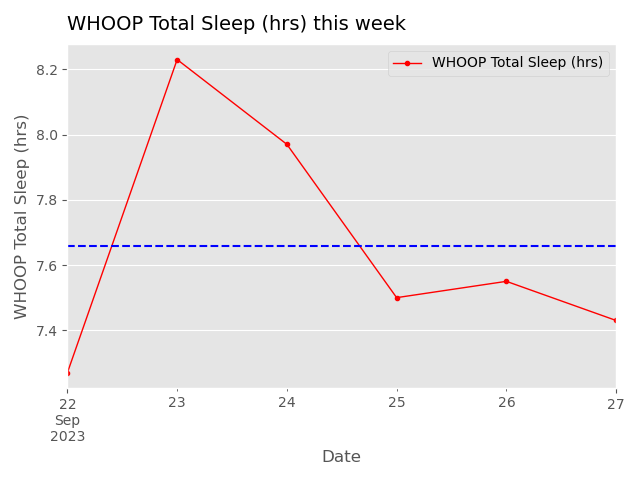 WHOOP Total Sleep (hrs) this week
WHOOP Total Sleep (hrs)
WHOOP Total Sleep (hrs)
8.2
8.0
7.8
7.6
7.4
22 23 24 25 26 27
Sep
2023
Date